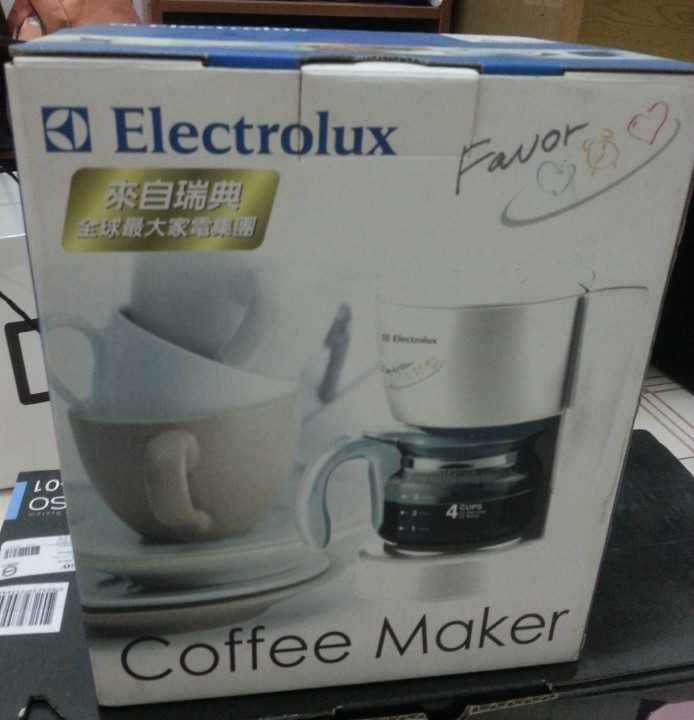 Electrolux
Favor
來自瑞典
全球最大家電集團
Electrolux
Favor
4 CUPS
Coffee Maker